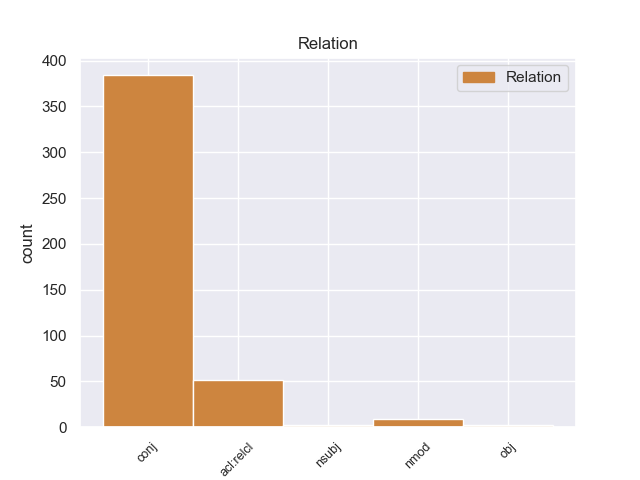 Relation
400
350
300
250
200
150
100
50
0
count
Relation
conj
acl:relcl
nsubj
nmod
obj